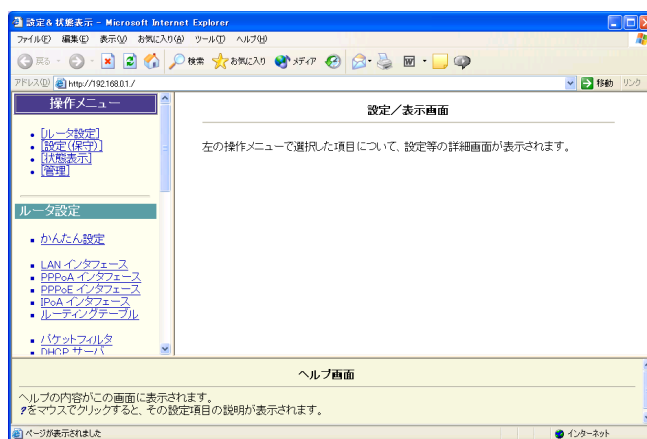 設定&状態表示 - Microsoft Internet Explorer
ファイル(F) 編集(E) 表示(V) お気に入り(A) ツール(T) ヘルプ(H)
戻る 検索 お気に入り メディア
アドレス(D) http://192.168.0.1/ 移動 リンク
操作メニュー
[ルータ設定]
[設定(保守)]
[状態表示]
[管理]
ルータ設定
かんたん設定
LAN インタフェース
PPPoA インタフェース
PPPoE インタフェース
IPoA インタフェース
ルーティングテーブル
パケットフィルタ
DHCP サーバ
設定/表示画面
左の操作メニューで選択した項目について、設定等の詳細画面が表示されます。
ヘルプ画面
ヘルプの内容がこの画面に表示されます。
?をマウスでクリックすると、その設定項目の説明が表示されます。
ページが表示されました インターネット